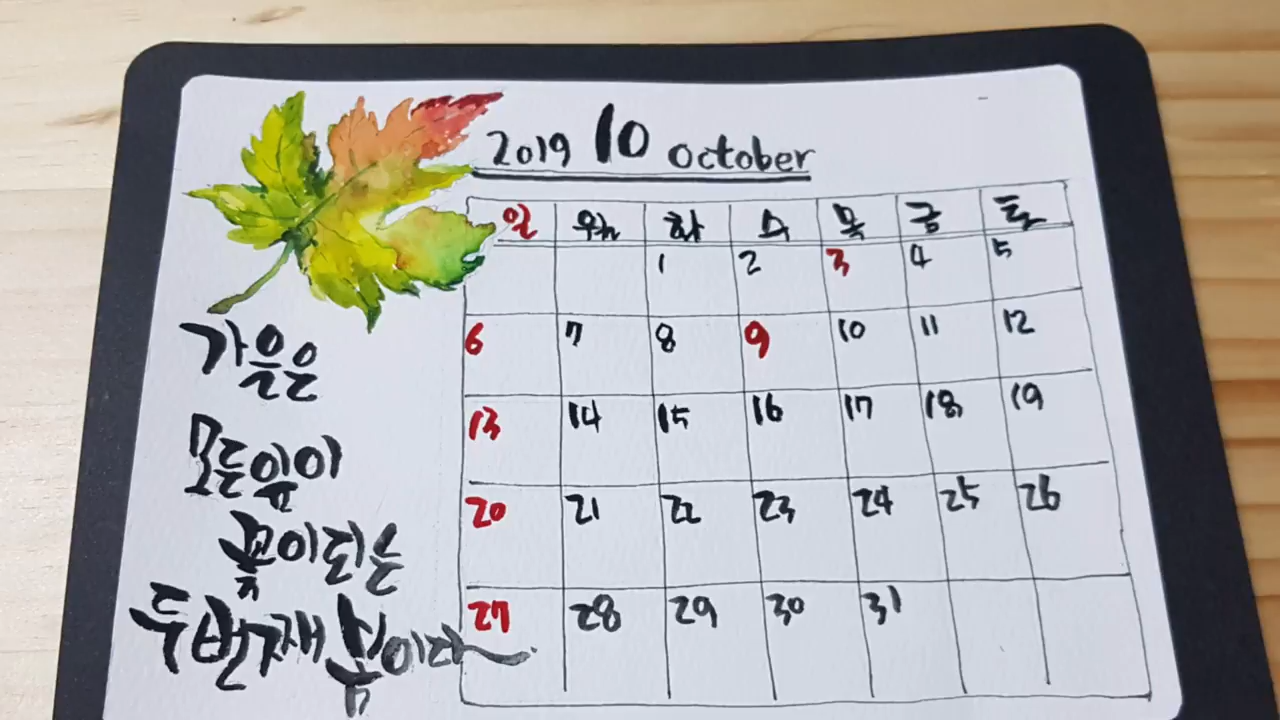 2019 10 october
일 월 화 수 목 금 토
1 2 3 4 5
6 7 8 9 10 11 12
13 14 15 16 17 18 19
20 21 22 23 24 25 26
27 28 29 30 31
가을은
모든잎이
꽃이되는
두번째 봄이다